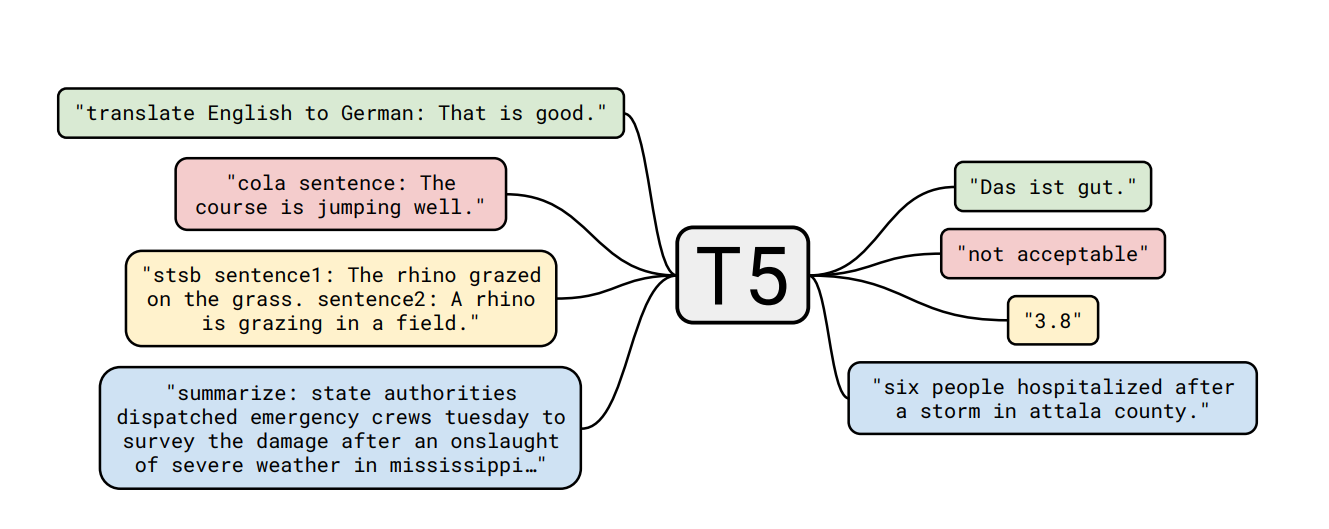 "translate English to German: That is good."
"cola sentence: The
course is jumping well."
"stsb sentence1: The rhino grazed
on the grass. sentence2: A rhino
is grazing in a field."
"summarize: state authorities
dispatched emergency crews tuesday to
survey the damage after an onslaught
of severe weather in mississippi…"
T5
"Das ist gut."
"not acceptable"
"3.8"
"six people hospitalized after
a storm in attala county."